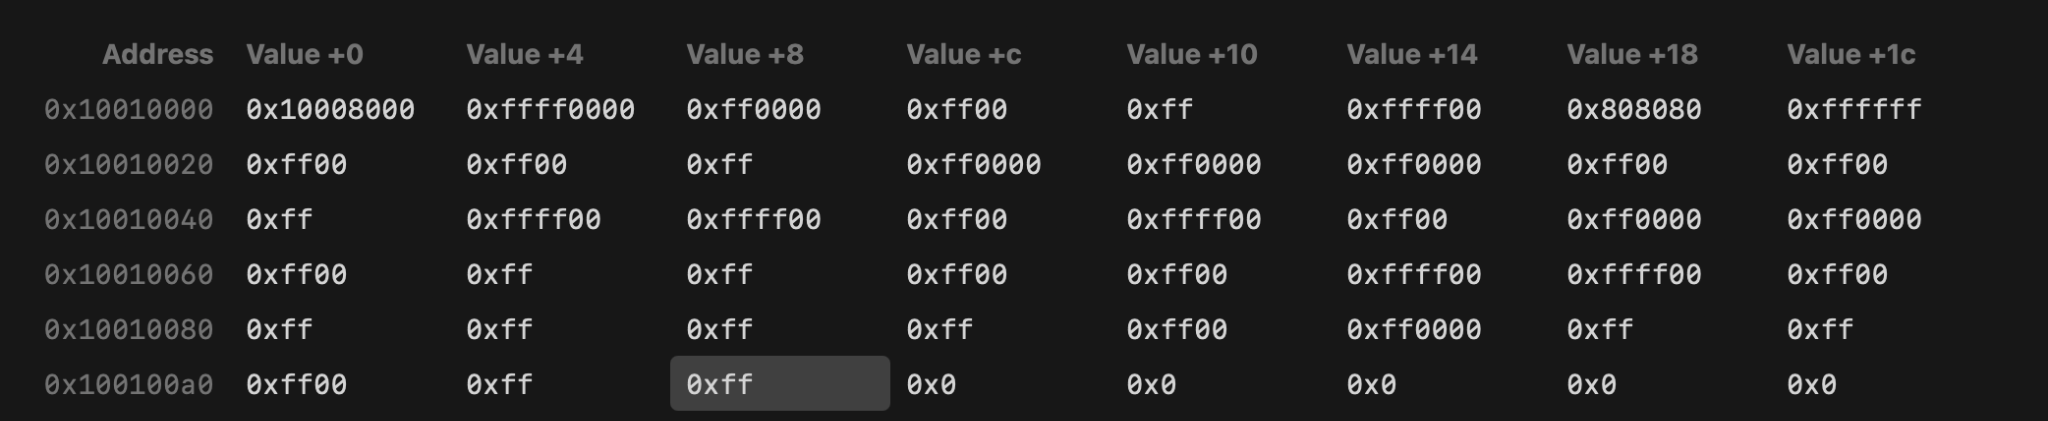 Address Value +0 Value +4 Value +8 Value +c Value +10 Value +14 Value +18 Value +1c
0x10010000 0x10008000 0xffff0000 0xff0000 0xff00 0xff 0xffff00 0x808080 0xffffff
0x10010020 0xff00 0xff00 0xff 0xff0000 0xff0000 0xff0000 0xff00 0xff00
0x10010040 0xff 0xffff00 0xffff00 0xff00 0xffff00 0xff00 0xff0000 0xff0000
0x10010060 0xff00 0xff 0xff 0xff00 0xff00 0xffff00 0xffff00 0xff00
0x10010080 0xff 0xff 0xff 0xff 0xff00 0xff0000 0xff 0xff
0x100100a0 0xff00 0xff 0xff 0x0 0x0 0x0 0x0 0x0